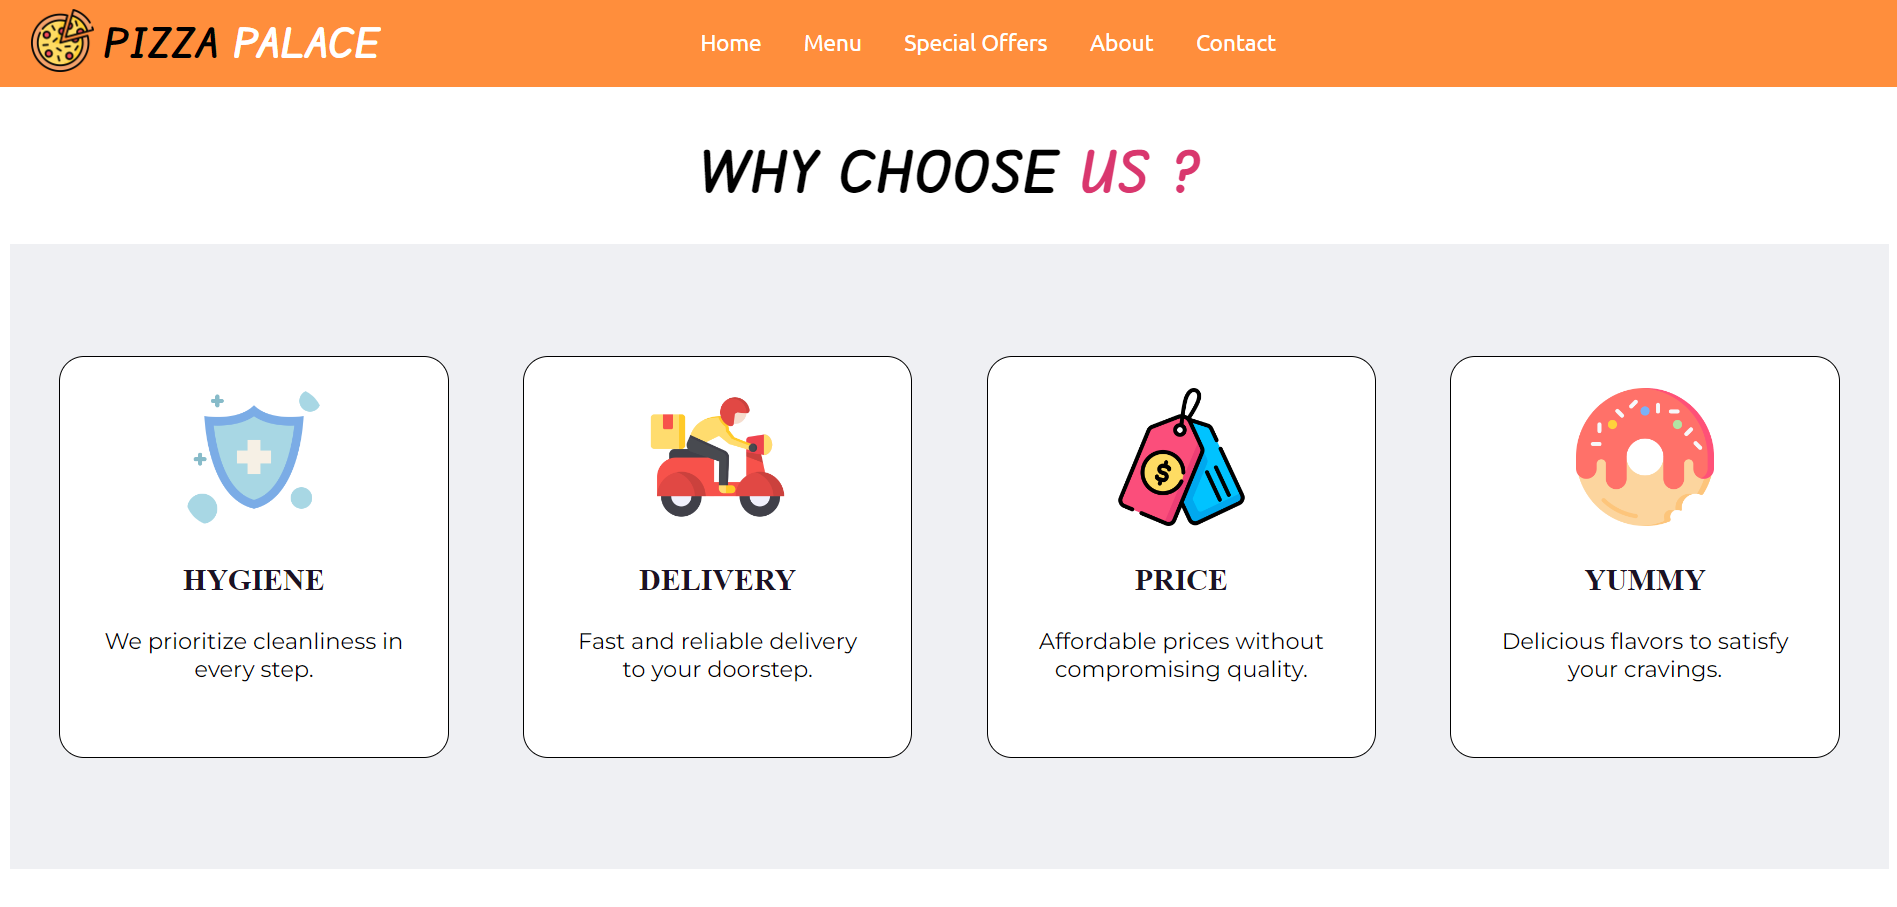 PIZZA PALACE
Home Menu Special Offers About Contact
WHY CHOOSE US ?
HYGIENE
We prioritize cleanliness in
every step.
DELIVERY
Fast and reliable delivery
to your doorstep.
$
PRICE
Affordable prices without
compromising quality.
YUMMY
Delicious flavors to satisfy
your cravings.